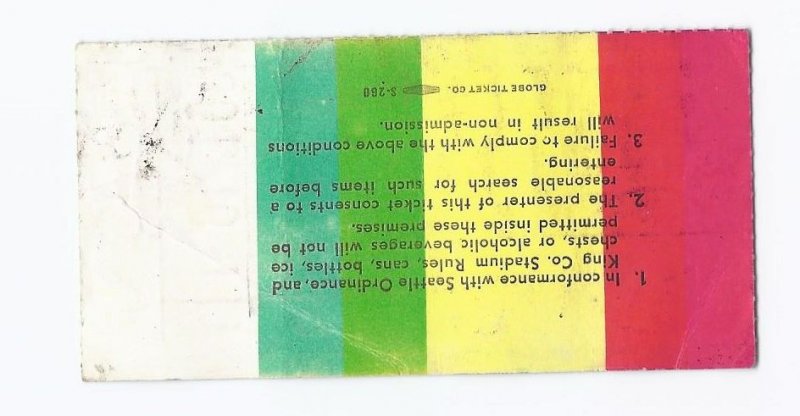 1. In conformance with Seattle Ordinance, and
King Co. Stadium Rules, cans, bottles, ice
chests, or alcoholic beverages will not be
permitted inside these premises.
2. The presenter of this ticket consents to a
reasonable search for such items before
entering.
3. Failure to comply with the above conditions
will result in non-admission.
GLOBE TICKET CO. S-260